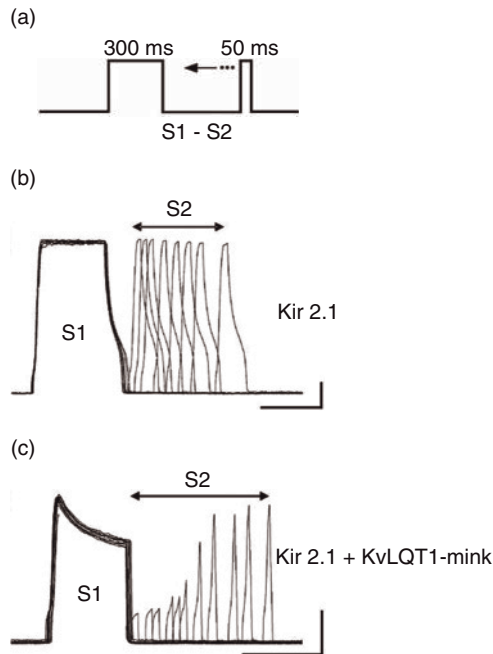 (a)
300 ms 50 ms
S1 - S2
(b)
S2
S1
Kir 2.1
(c)
S2
S1
Kir 2.1 + KvLQT1-mink